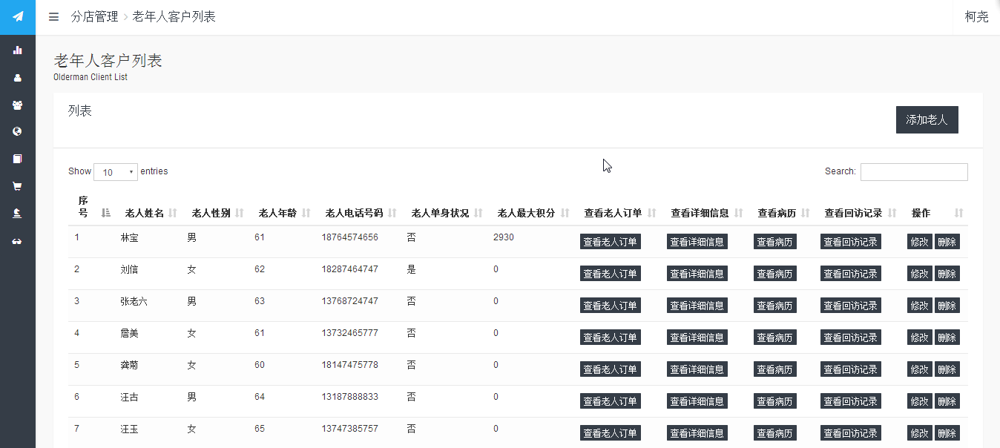 分店管理 > 老年人客户列表 柯尧
老年人客户列表
Olderman Client List
列表 添加老人
Show 10 entries Search:
序号 老人姓名 老人性别 老人年龄 老人电话号码 老人单身状况 老人最大积分 查看老人订单 查看详细信息 查看病历 查看回访记录 操作
1 林宝 男 61 18764574656 否 2930 查看老人订单 查看详细信息 查看病历 查看回访记录 修改 删除
2 刘信 女 62 18287464747 是 0 查看老人订单 查看详细信息 查看病历 查看回访记录 修改 删除
3 张老六 男 63 13768724747 否 0 查看老人订单 查看详细信息 查看病历 查看回访记录 修改 删除
4 詹美 女 61 13732465777 否 0 查看老人订单 查看详细信息 查看病历 查看回访记录 修改 删除
5 龚菊 女 60 18147475778 否 0 查看老人订单 查看详细信息 查看病历 查看回访记录 修改 删除
6 汪古 男 64 13187888833 否 0 查看老人订单 查看详细信息 查看病历 查看回访记录 修改 删除
7 汪玉 女 65 13747385757 否 0 查看老人订单 查看详细信息 查看病历 查看回访记录 修改 删除